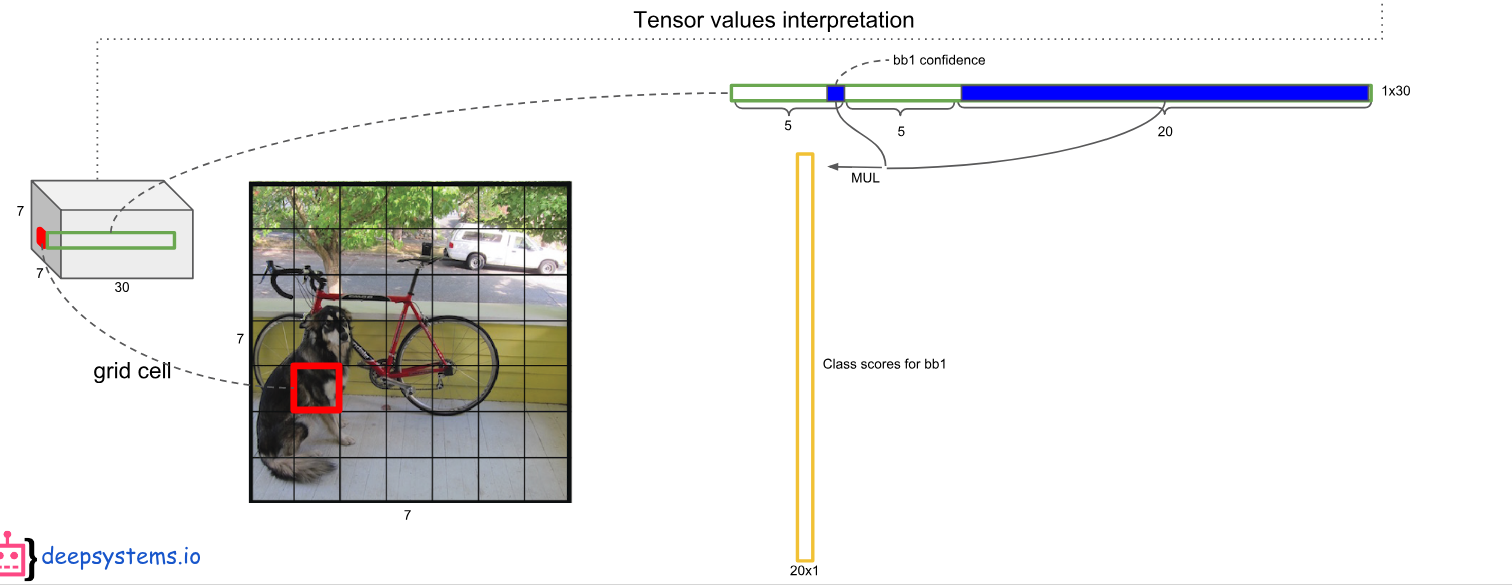 Tensor values interpretation
bb1 confidence
1x30
5
5
20
MUL
7
7
30
7
grid cell
Class scores for bb1
7
deepsystems.io
20x1